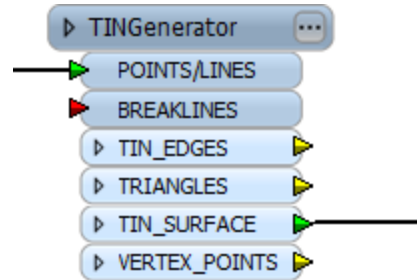 TINGenerator
POINTS/LINES
BREAKLINES
TIN_EDGES
TRIANGLES
TIN_SURFACE
VERTEX_POINTS